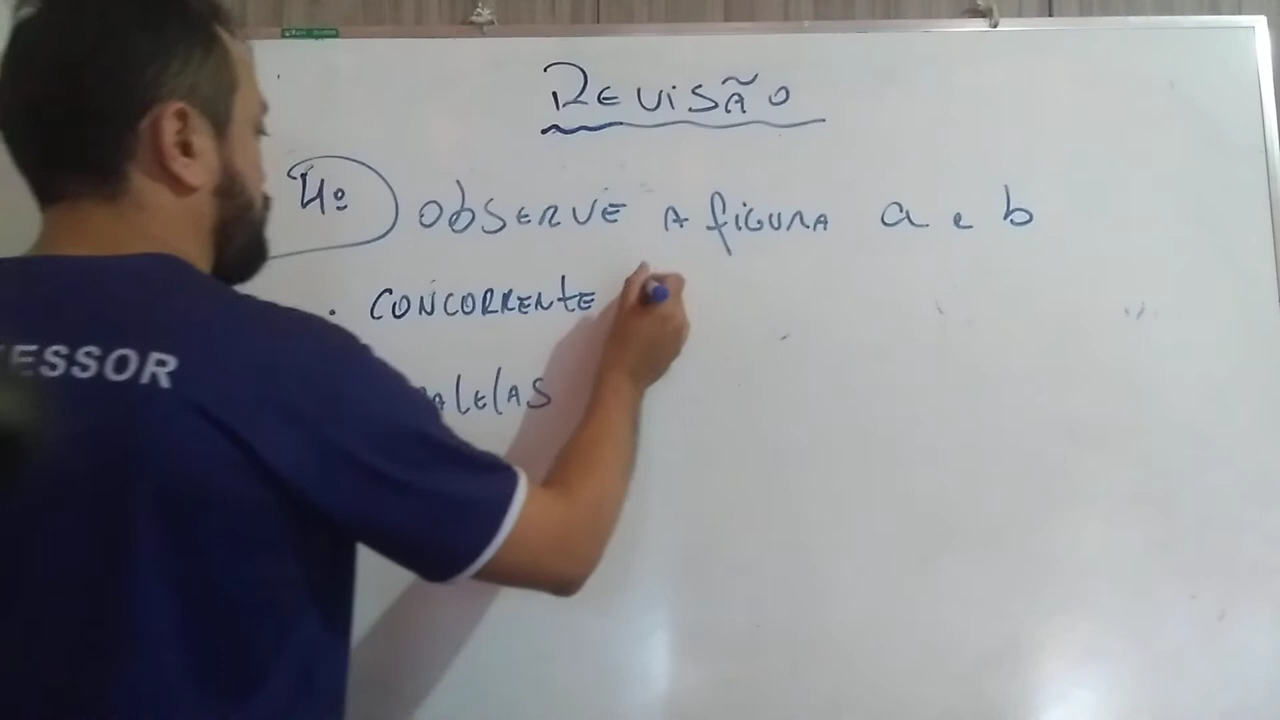 REVISÃO
4º) OBSERVE A FIGURA a e b
. CONCORRENTE
ALELAS
ESSOR